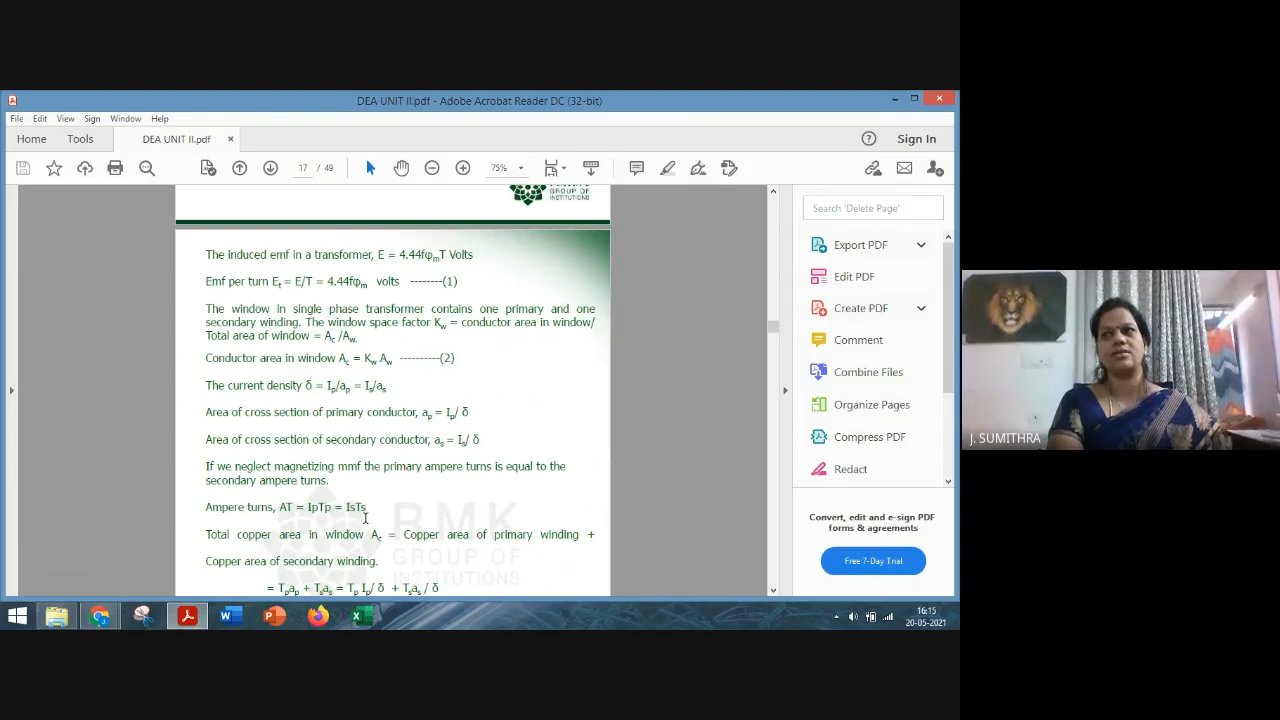 DEA UNIT II.pdf - Adobe Acrobat Reader DC (32-bit)
File Edit View Sign Window Help
Home Tools DEA UNIT II.pdf × Sign In
17 / 49 75%
GROUP OF
INSTITUTIONS
Search 'Delete Page'
The induced emf in a transformer, E = 4.44fφmT Volts
Emf per turn Et = E/T = 4.44fφm volts --------(1)
The window in single phase transformer contains one primary and one
secondary winding. The window space factor Kw = conductor area in window/
Total area of window = Ac /Aw.
Conductor area in window Ac = Kw Aw ----------(2)
The current density δ = Ip/ap = Is/as
Area of cross section of primary conductor, ap = Ip/ δ
Area of cross section of secondary conductor, as = Is/ δ
If we neglect magnetizing mmf the primary ampere turns is equal to the
secondary ampere turns.
Ampere turns, AT = IpTp = IsTs
Total copper area in window Ac = Copper area of primary winding +
Copper area of secondary winding.
= Tpap + Tsas = Tp Ip/ δ + Tsas / δ
RMK
GROUP OF
INSTITUTIONS
Export PDF
Edit PDF
Create PDF
Comment
Combine Files
Organize Pages
Compress PDF
Redact
Convert, edit and e-sign PDF
forms & agreements
Free 7-Day Trial
J. SUMITHRA
16:15
20-05-2021